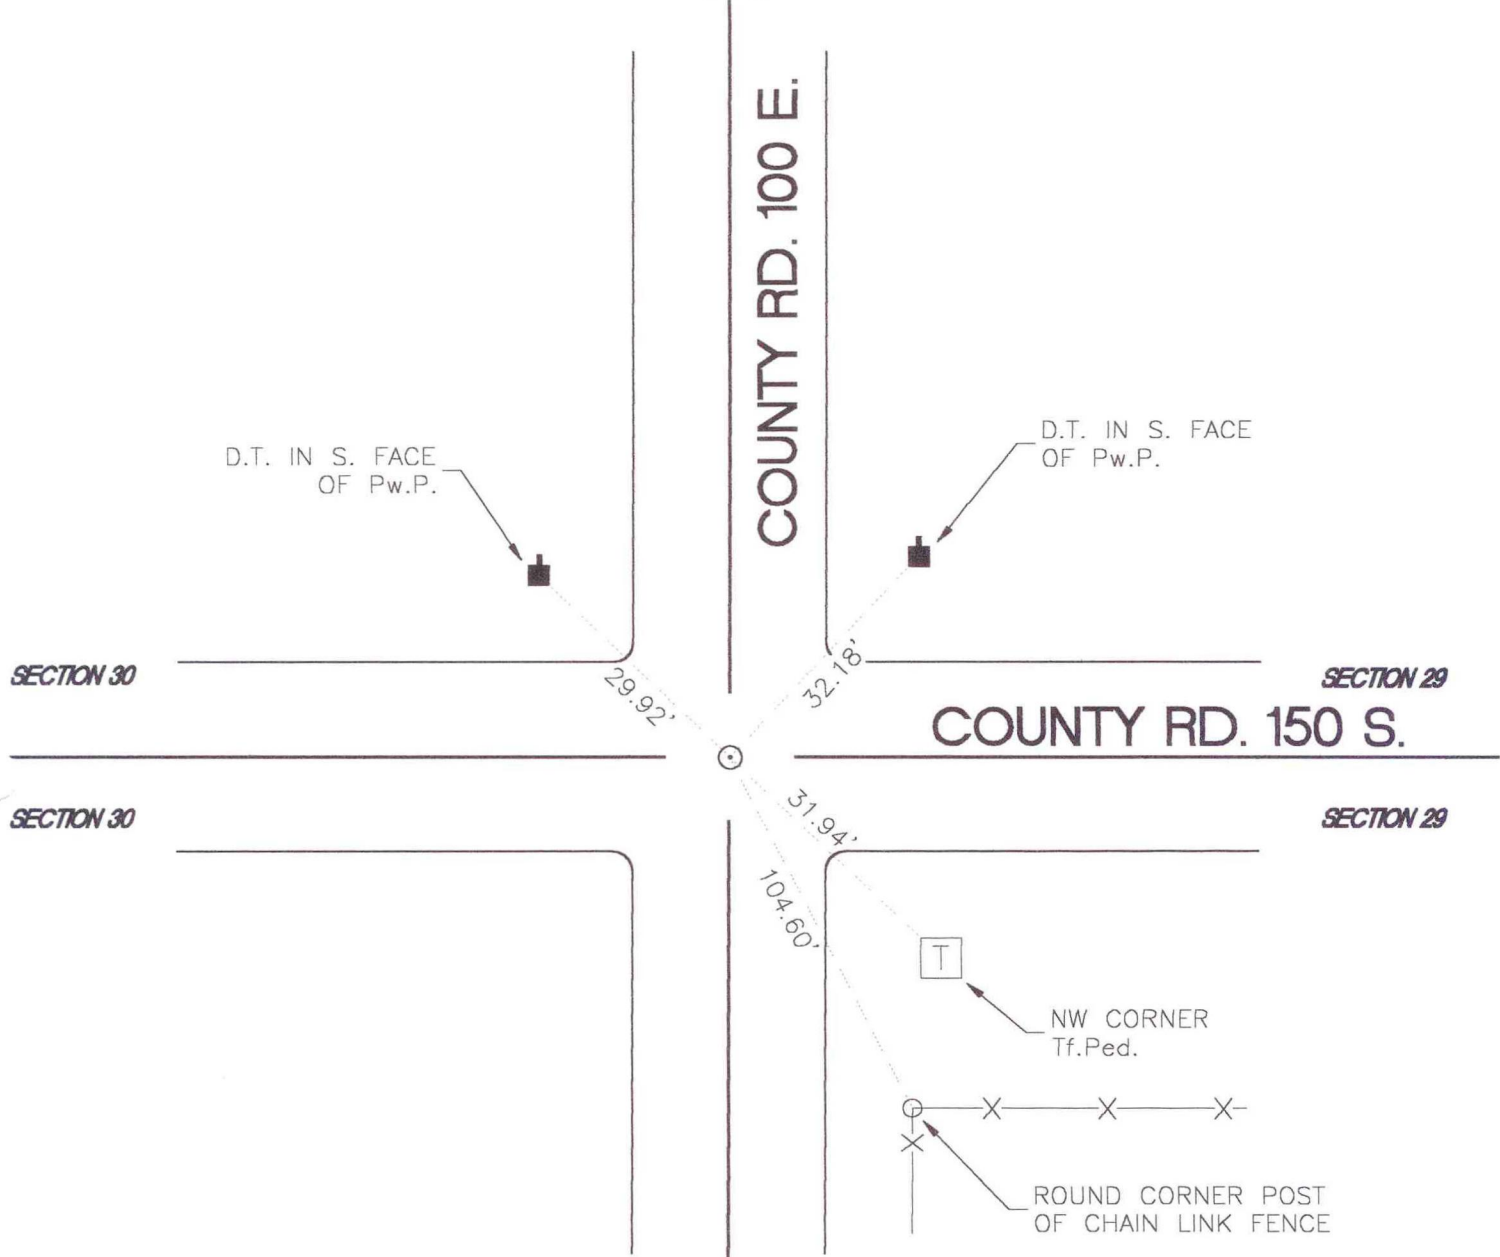 COUNTY RD. 100 E.
D.T. IN S. FACE
OF Pw.P.
D.T. IN S. FACE
OF Pw.P.
29.92'
32.18'
SECTION 30
SECTION 29
COUNTY RD. 150 S.
SECTION 30
SECTION 29
31.94'
104.60'
T
NW CORNER
Tf.Ped.
X X X
X
ROUND CORNER POST
OF CHAIN LINK FENCE